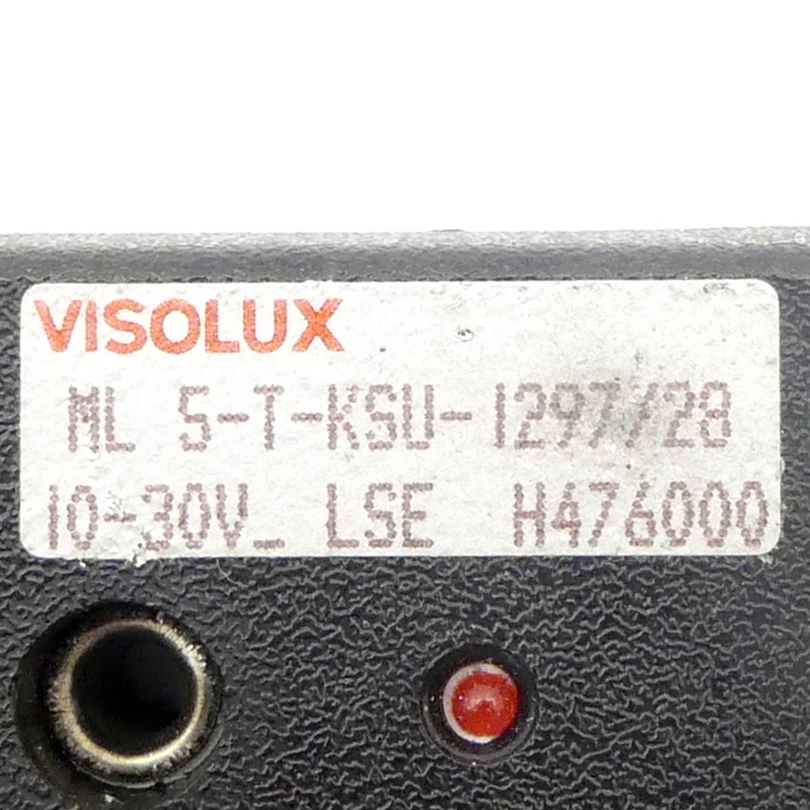 VISOLUX
ML 5-T-KSU-1297/28
10-30V_ LSE H476000